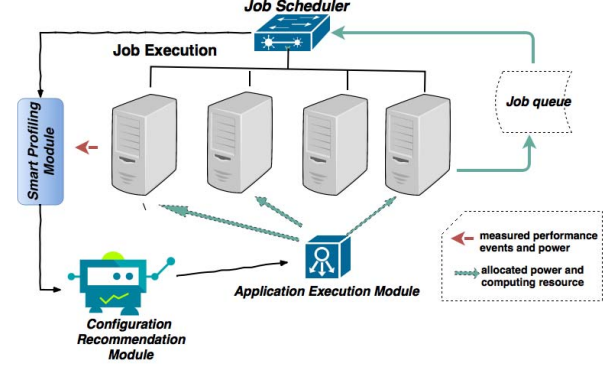 Job Scheduler
Job Execution
Job queue
Smart Profiling
Module
measured performance
events and power
allocated power and
computing resource
Application Execution Module
Configuration
Recommendation
Module